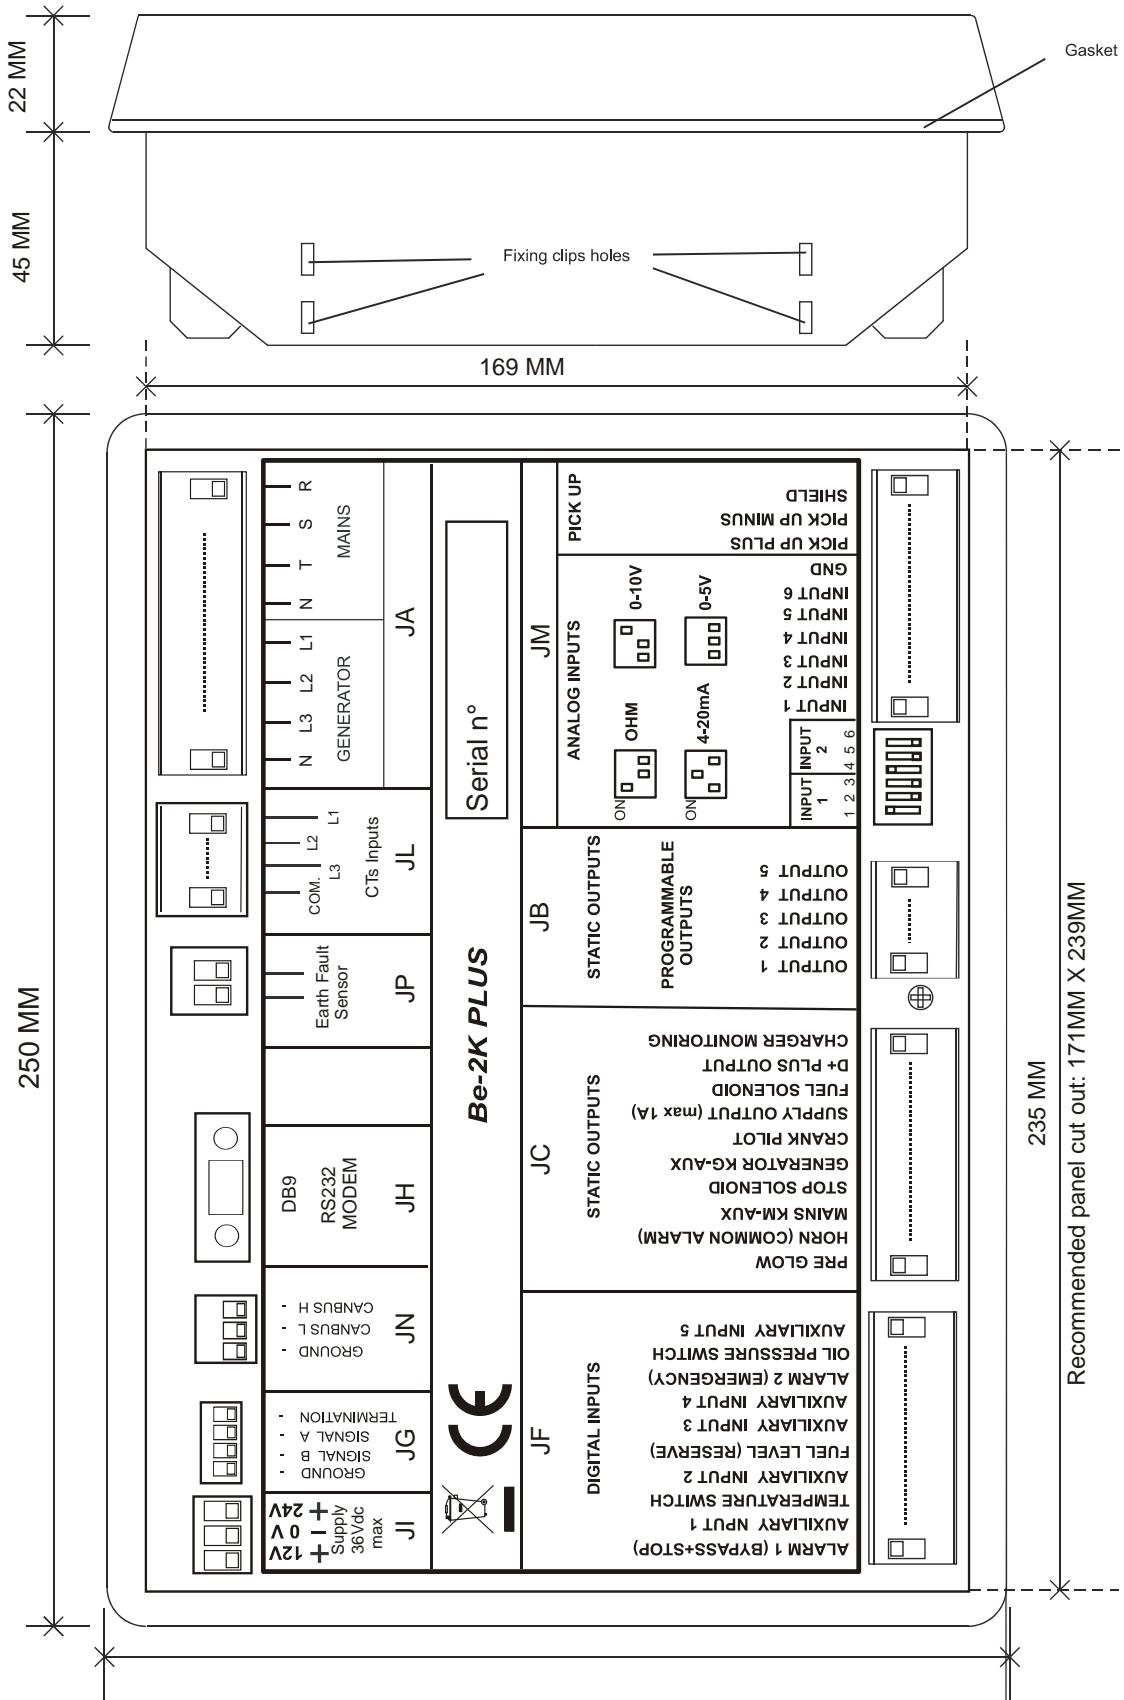 22 MM
Gasket
45 MM
Fixing clips holes
169 MM
250 MM
235 MM
Recommended panel cut out: 171MM X 239MM
R
S
T
N
MAINS
L1
L2
L3
N
GENERATOR
JA
L1
L2
L3
COM.
CTs Inputs
JL
Earth Fault
Sensor
JP
DB9
RS232
MODEM
JH
CANBUS H -
CANBUS L -
GROUND -
JN
TERMINATION -
SIGNAL A -
SIGNAL B -
GROUND -
JG
24V +
0 V −
12V +
Supply
36Vdc
max
JI
Serial n°
Be-2K PLUS
CE
JM
PICK UP
SHIELD
PICK UP MINUS
PICK UP PLUS
ANALOG INPUTS
OHM
0-10V
4-20mA
0-5V
ON
ON
GND
INPUT 6
INPUT 5
INPUT 4
INPUT 3
INPUT 2
INPUT 1
INPUT
1
INPUT
2
1 2 3 4 5 6
JB
STATIC OUTPUTS
PROGRAMMABLE
OUTPUTS
OUTPUT 5
OUTPUT 4
OUTPUT 3
OUTPUT 2
OUTPUT 1
JC
STATIC OUTPUTS
CHARGER MONITORING
D+ PLUS OUTPUT
FUEL SOLENOID
SUPPLY OUTPUT (max 1A)
CRANK PILOT
GENERATOR KG-AUX
STOP SOLENOID
MAINS KM-AUX
HORN (COMMON ALARM)
PRE GLOW
JF
DIGITAL INPUTS
AUXILIARY INPUT 5
OIL PRESSURE SWITCH
ALARM 2 (EMERGENCY)
AUXILIARY INPUT 4
AUXILIARY INPUT 3
FUEL LEVEL (RESERVE)
AUXILIARY INPUT 2
TEMPERATURE SWITCH
AUXILIARY NPUT 1
ALARM 1 (BYPASS+STOP)